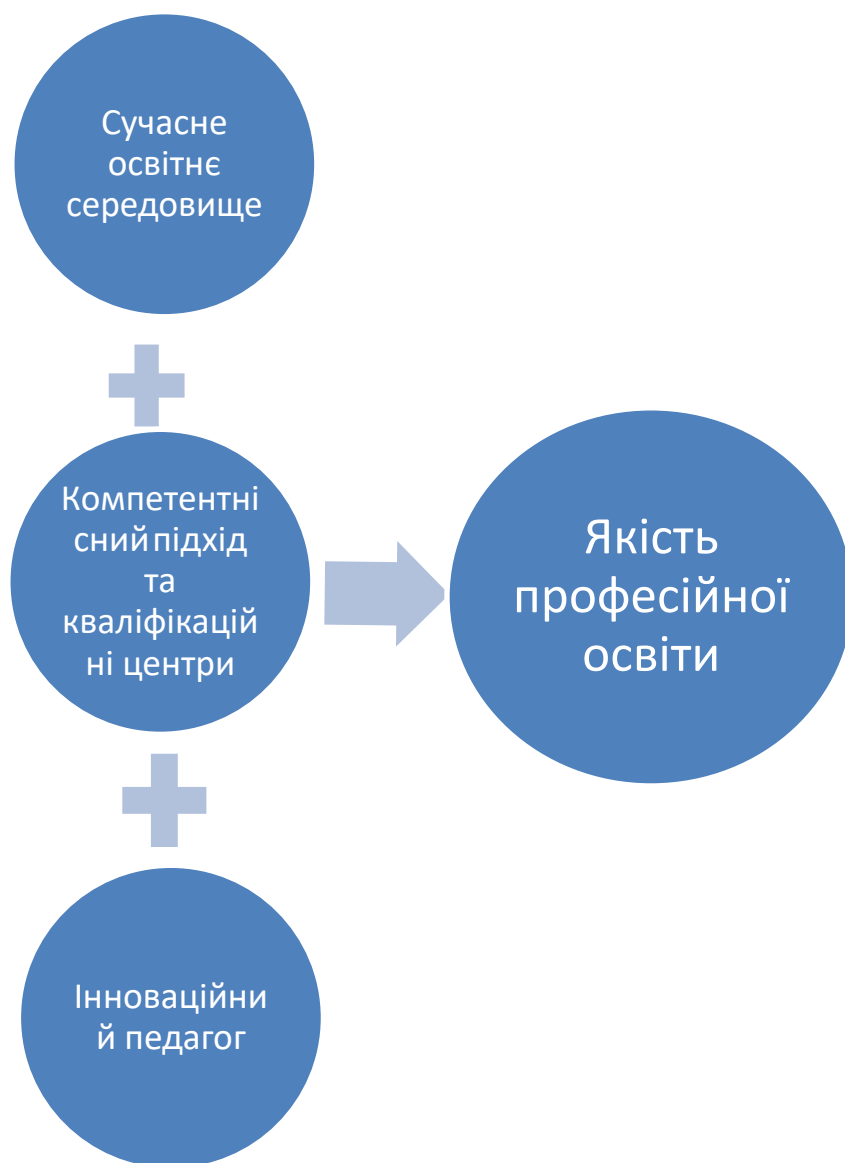 Сучасне
освітнє
середовище
Компетентні
сний підхід
та
кваліфікацій
ні центри
Якість
професійної
освіти
Інноваційни
й педагог